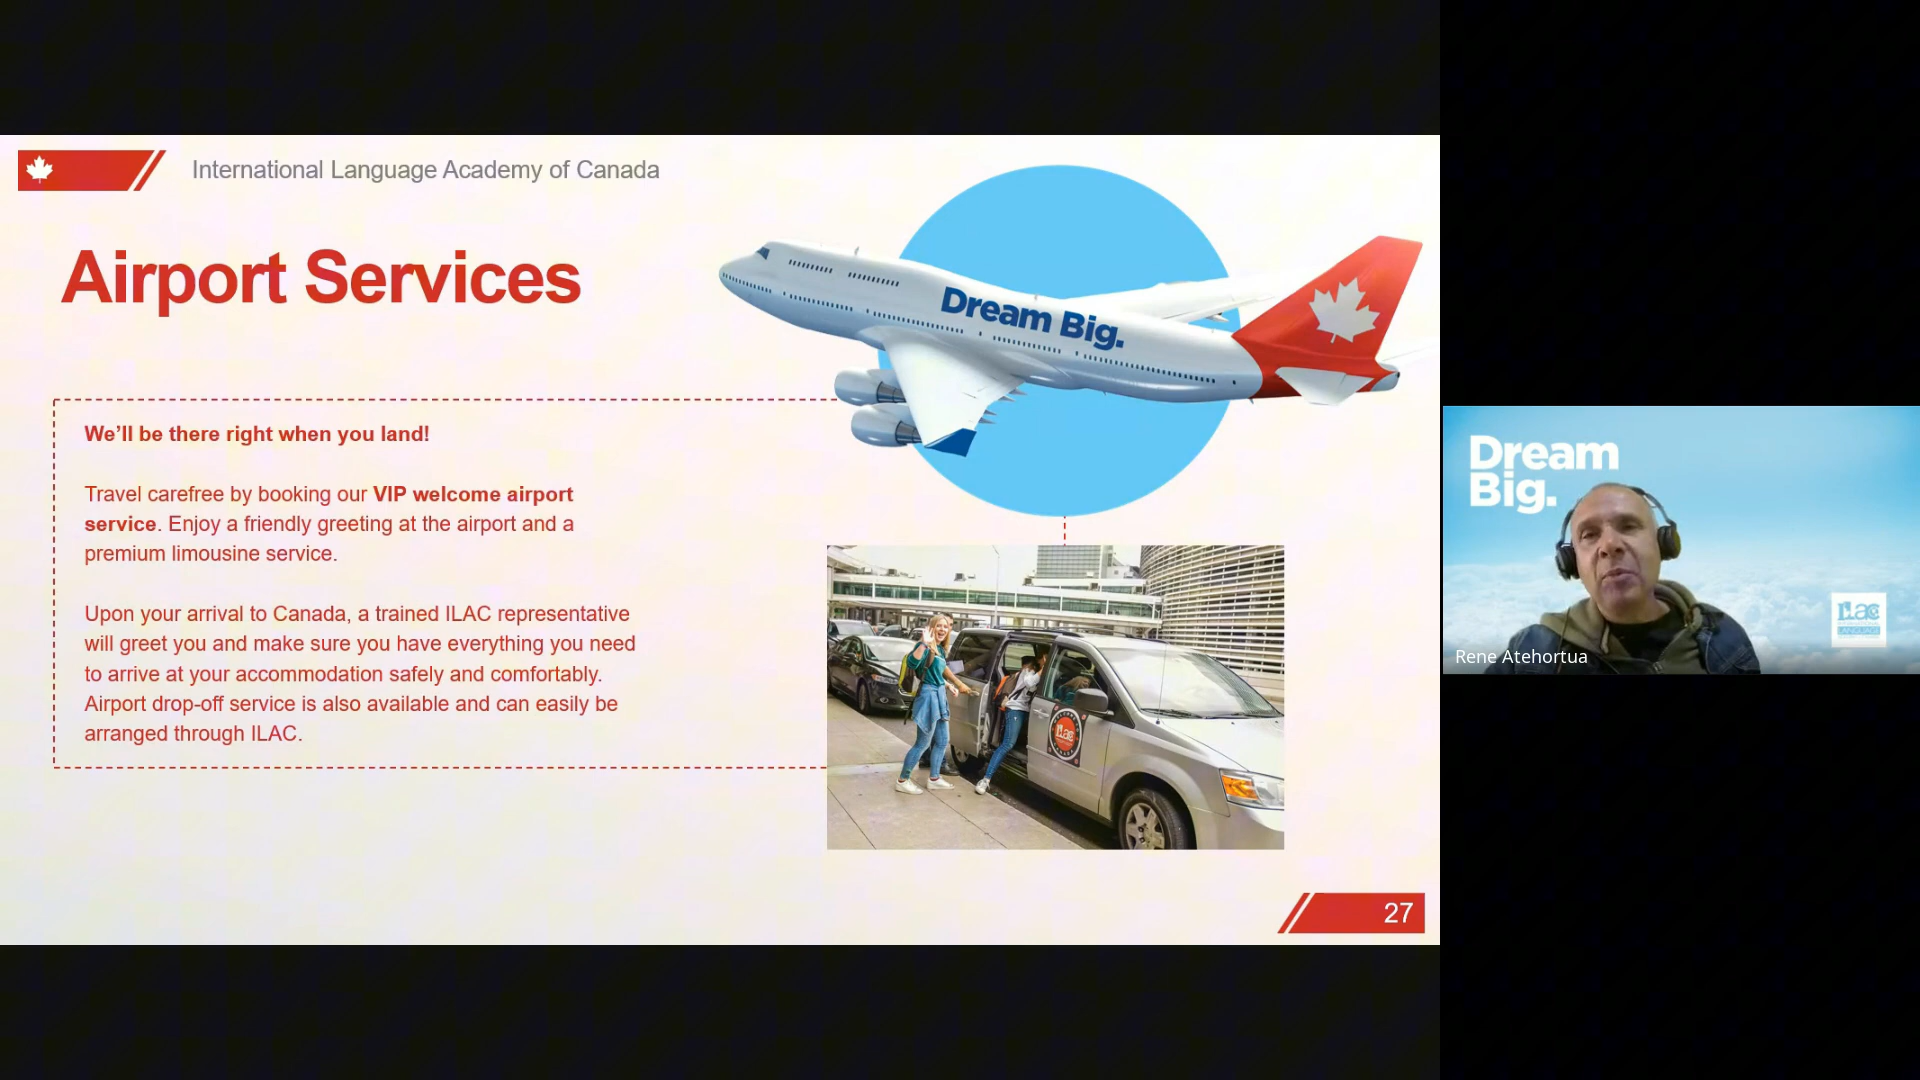 International Language Academy of Canada
Airport Services
Dream Big.
We’ll be there right when you land!
Travel carefree by booking our VIP welcome airport
service. Enjoy a friendly greeting at the airport and a
premium limousine service.
Upon your arrival to Canada, a trained ILAC representative
will greet you and make sure you have everything you need
to arrive at your accommodation safely and comfortably.
Airport drop-off service is also available and can easily be
arranged through ILAC.
ilac
27
Dream
Big.
ilac
Rene Atehortua